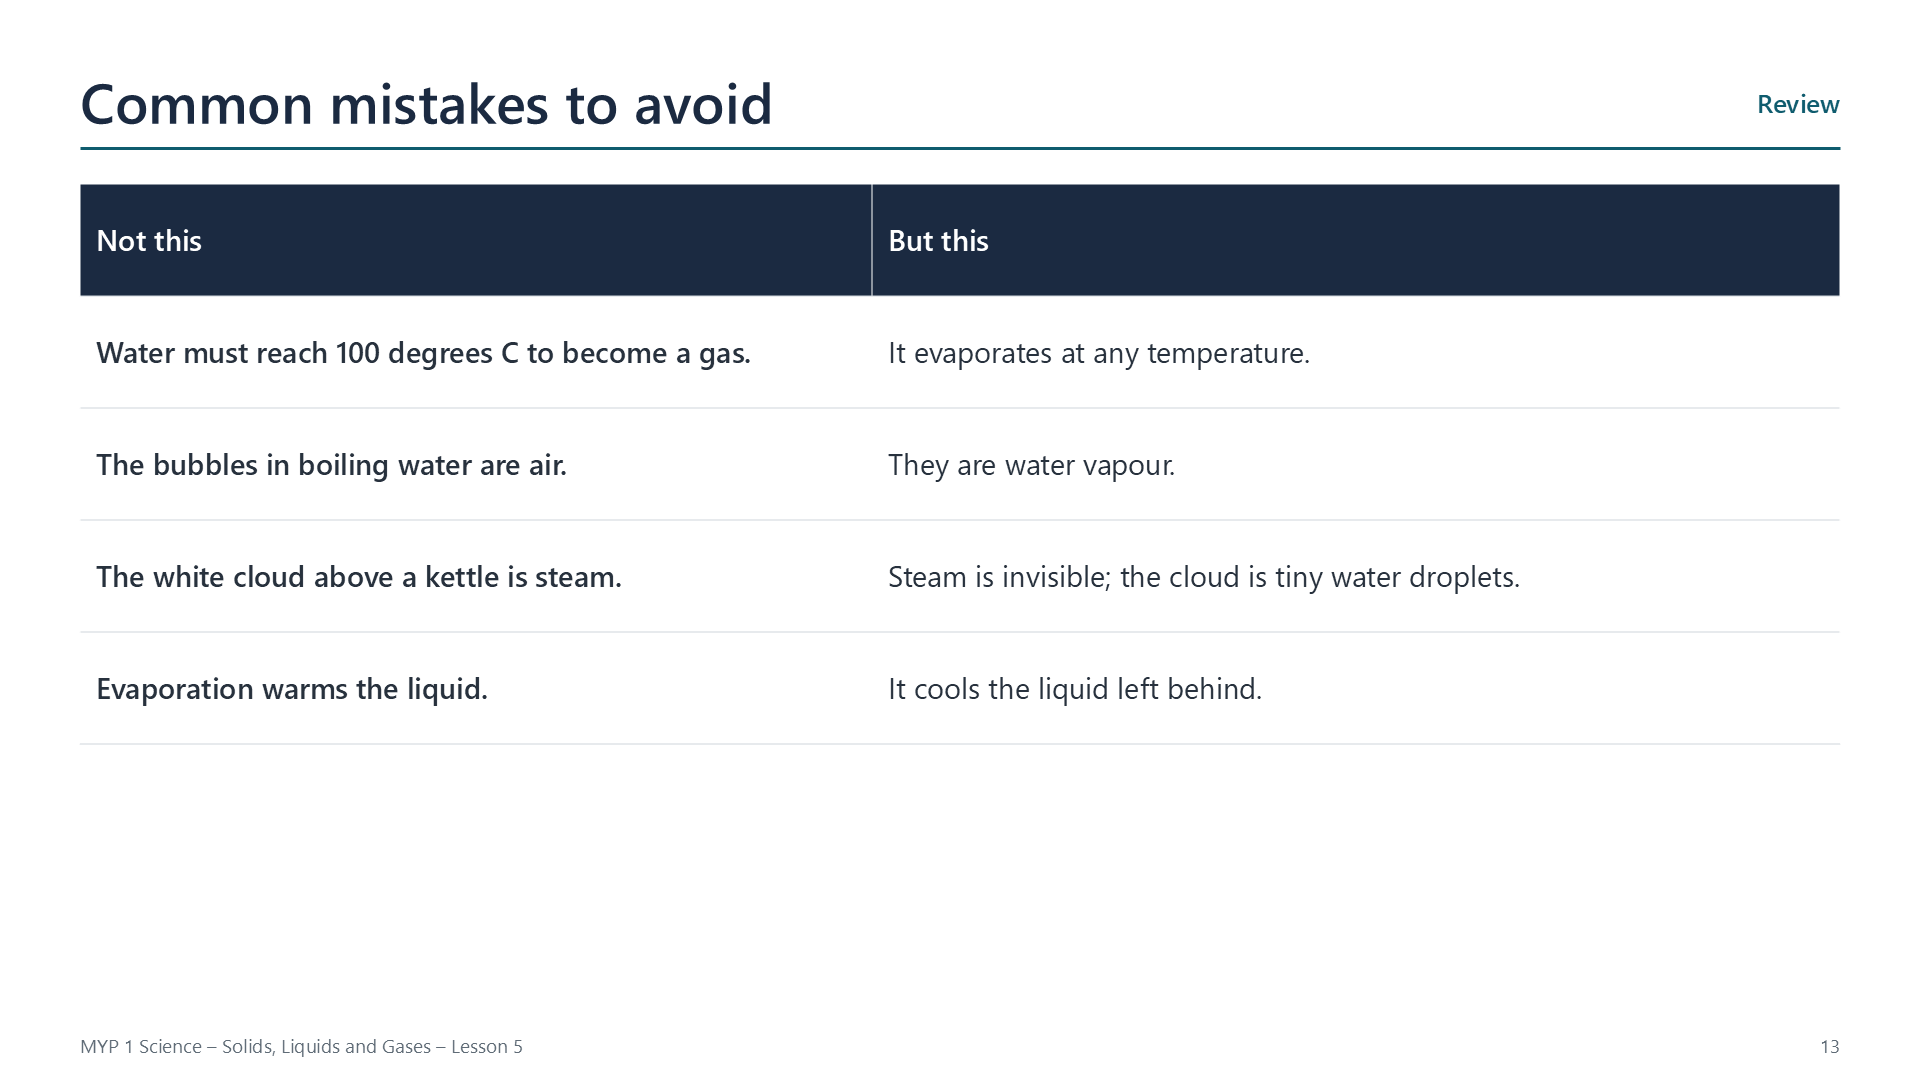 Common mistakes to avoid
Review
Not this
But this
Water must reach 100 degrees C to become a gas.
It evaporates at any temperature.
The bubbles in boiling water are air.
They are water vapour.
The white cloud above a kettle is steam.
Steam is invisible; the cloud is tiny water droplets.
Evaporation warms the liquid.
It cools the liquid left behind.
MYP 1 Science – Solids, Liquids and Gases – Lesson 5
13